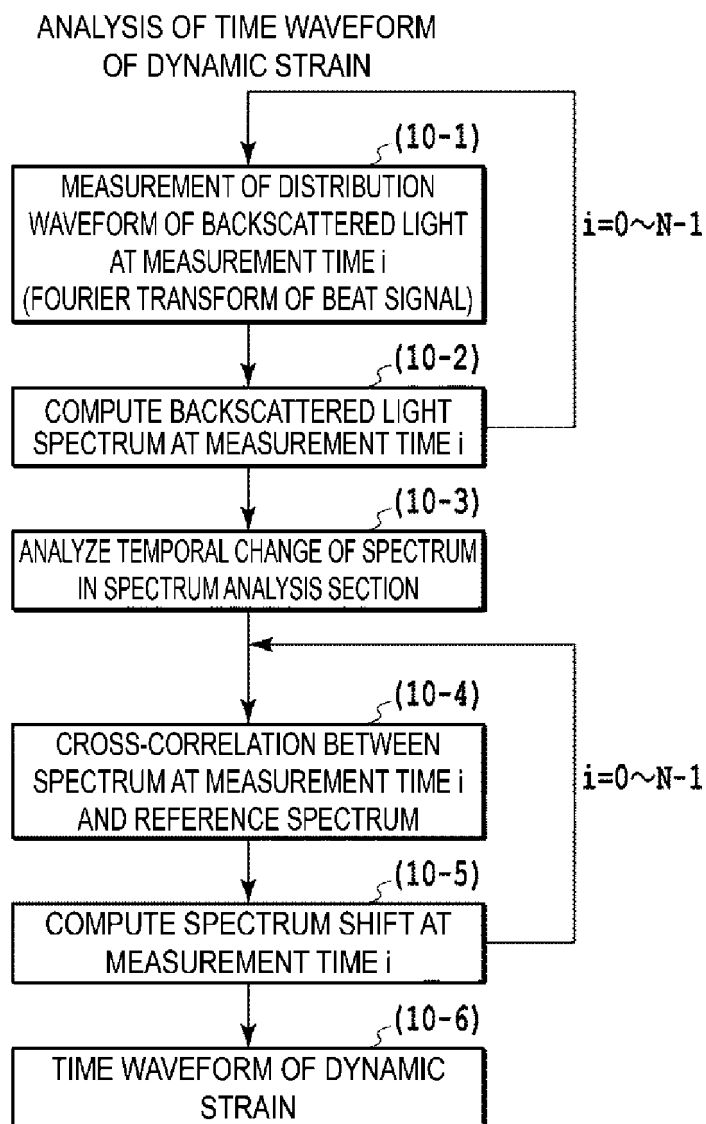 ANALYSIS OF TIME WAVEFORM
OF DYNAMIC STRAIN
(10-1)
MEASUREMENT OF DISTRIBUTION
WAVEFORM OF BACKSCATTERED LIGHT
AT MEASUREMENT TIME i
(FOURIER TRANSFORM OF BEAT SIGNAL)
i=0~N-1
(10-2)
COMPUTE BACKSCATTERED LIGHT
SPECTRUM AT MEASUREMENT TIME i
(10-3)
ANALYZE TEMPORAL CHANGE OF SPECTRUM
IN SPECTRUM ANALYSIS SECTION
(10-4)
CROSS-CORRELATION BETWEEN
SPECTRUM AT MEASUREMENT TIME i
AND REFERENCE SPECTRUM
i=0~N-1
(10-5)
COMPUTE SPECTRUM SHIFT AT
MEASUREMENT TIME i
(10-6)
TIME WAVEFORM OF DYNAMIC
STRAIN